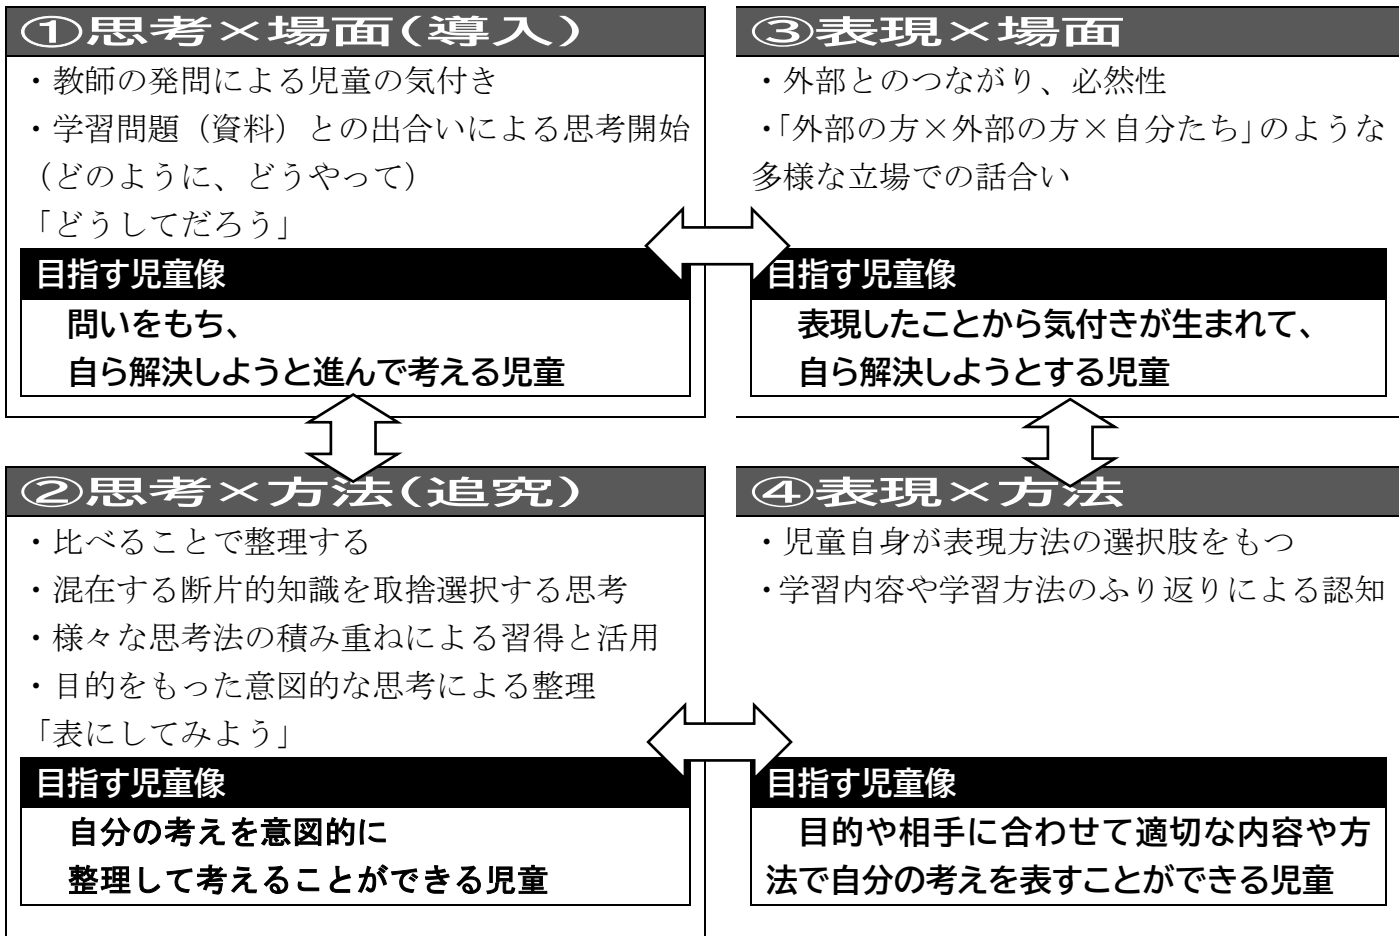 ①思考×場面(導入)
・教師の発問による児童の気付き
・学習問題（資料）との出合いによる思考開始
（どのように、どうやって）
「どうしてだろう」
目指す児童像
問いをもち、
自ら解決しようと進んで考える児童
③表現×場面
・外部とのつながり、必然性
・「外部の方×外部の方×自分たち」のような
多様な立場での話合い
目指す児童像
表現したことから気付きが生まれて、
自ら解決しようとする児童
②思考×方法(追究)
・比べることで整理する
・混在する断片的知識を取捨選択する思考
・様々な思考法の積み重ねによる習得と活用
・目的をもった意図的な思考による整理
「表にしてみよう」
目指す児童像
自分の考えを意図的に
整理して考えることができる児童
④表現×方法
・児童自身が表現方法の選択肢をもつ
・学習内容や学習方法のふり返りによる認知
目指す児童像
目的や相手に合わせて適切な内容や方
法で自分の考えを表すことができる児童